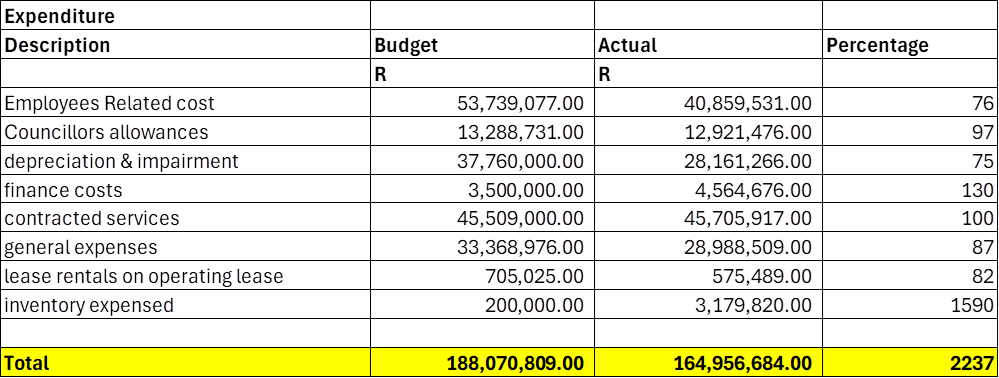 Expenditure
Description Budget Actual Percentage
R R
Employees Related cost 53,739,077.00 40,859,531.00 76
Councillors allowances 13,288,731.00 12,921,476.00 97
depreciation & impairment 37,760,000.00 28,161,266.00 75
finance costs 3,500,000.00 4,564,676.00 130
contracted services 45,509,000.00 45,705,917.00 100
general expenses 33,368,976.00 28,988,509.00 87
lease rentals on operating lease 705,025.00 575,489.00 82
inventory expensed 200,000.00 3,179,820.00 1590
Total 188,070,809.00 164,956,684.00 2237